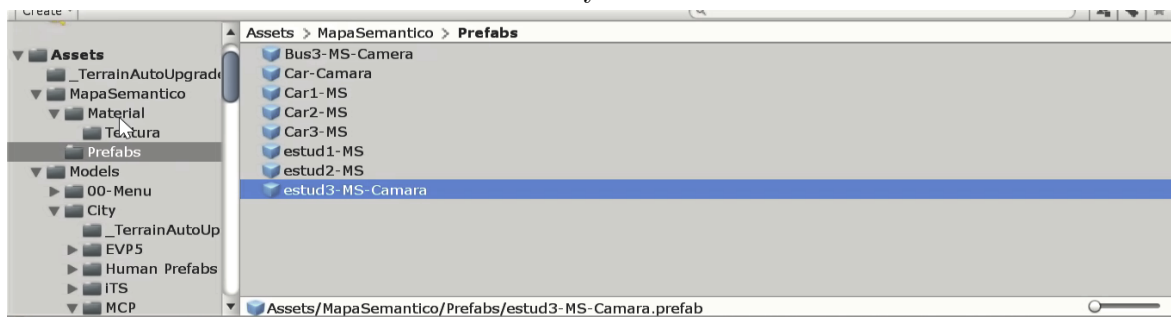 Create
Assets > MapaSemantico > Prefabs
Assets
_TerrainAutoUpgrade
MapaSemantico
Material
Textura
Prefabs
Models
00-Menu
City
_TerrainAutoUp
EVP5
Human Prefabs
iTS
MCP
Bus3-MS-Camera
Car-Camara
Car1-MS
Car2-MS
Car3-MS
estud1-MS
estud2-MS
estud3-MS-Camara
Assets/MapaSemantico/Prefabs/estud3-MS-Camara.prefab